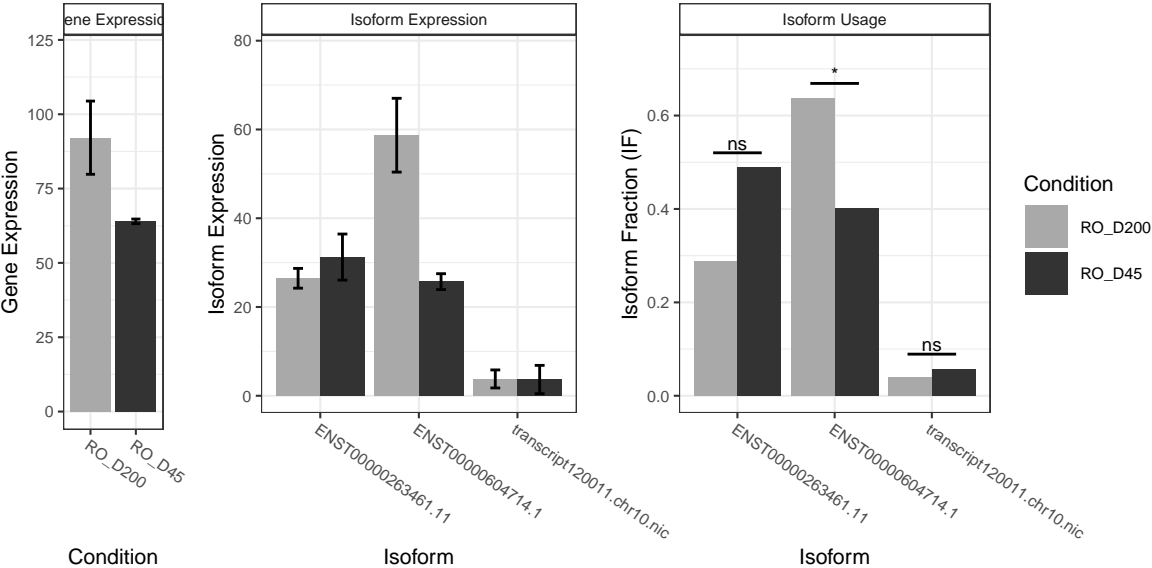 ene Expressic
Gene Expression
125
100
75
50
25
0
RO_D200
RO_D45
Condition
Isoform Expression
Isoform Expression
80
60
40
20
0
ENST00000263461.11
ENST00000604714.1
transcript120011.chr10.nic
Isoform
Isoform Usage
Isoform Fraction (IF)
0.6
0.4
0.2
0.0
ns
*
ns
ENST00000263461.11
ENST00000604714.1
transcript120011.chr10.nic
Isoform
Condition
RO_D200
RO_D45